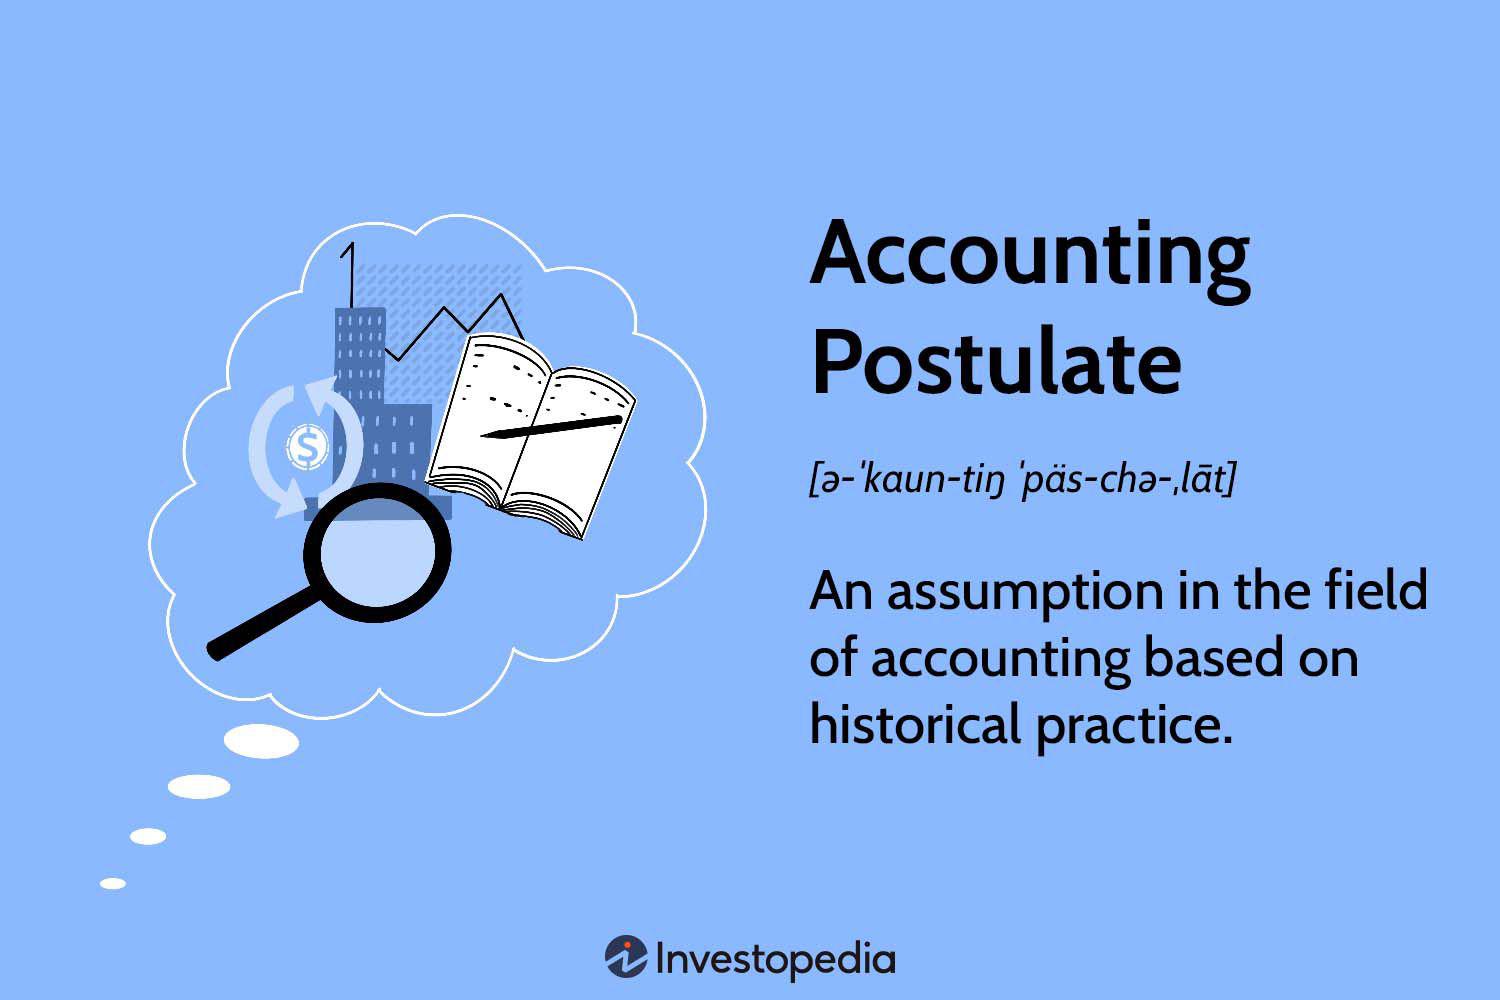 Accounting
Postulate
[ə-ˈkaun-tiŋ ˈpäs-chə-ˌlāt]
An assumption in the field
of accounting based on
historical practice.
$
Investopedia